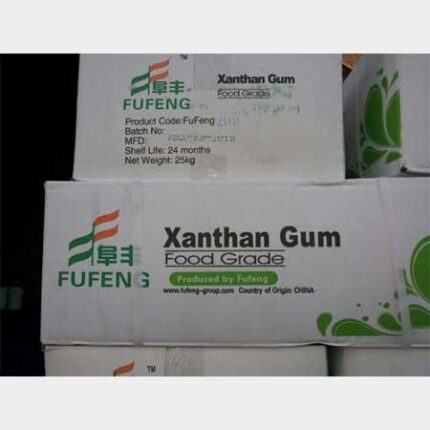 TM
阜丰
FUFENG
Xanthan Gum
Food Grade
Product Code:FuFeng
Batch No:
MFD:
Shelf Life: 24 months
Net Weight: 25kg
阜丰
FUFENG
Xanthan Gum
Food Grade
Produced by Fufeng
www.fufeng-group.com Country of Origin: CHINA
TM